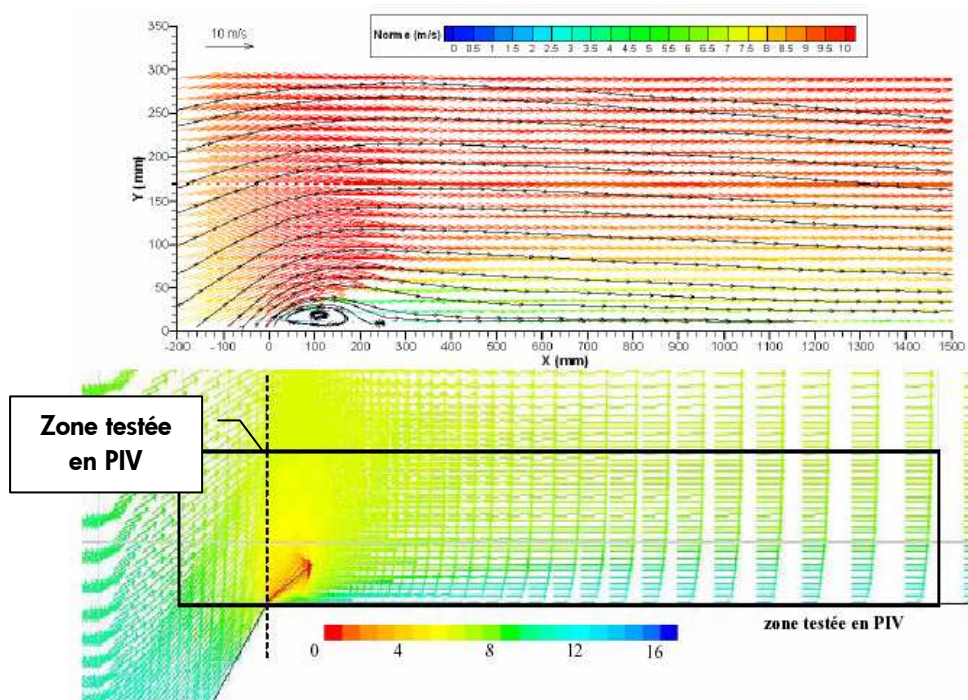 350
10 m/s
Norme (m/s)
0 0.5 1 1.5 2 2.5 3 3.5 4 4.5 5 5.5 6 6.5 7 7.5 8 8.5 9 9.5 10
300
250
200
Y (mm)
150
100
50
0
-200 -100 0 100 200 300 400 500 600 700 800 900 1000 1100 1200 1300 1400 1500
X (mm)
Zone testée
en PIV
zone testée en PIV
0 4 8 12 16